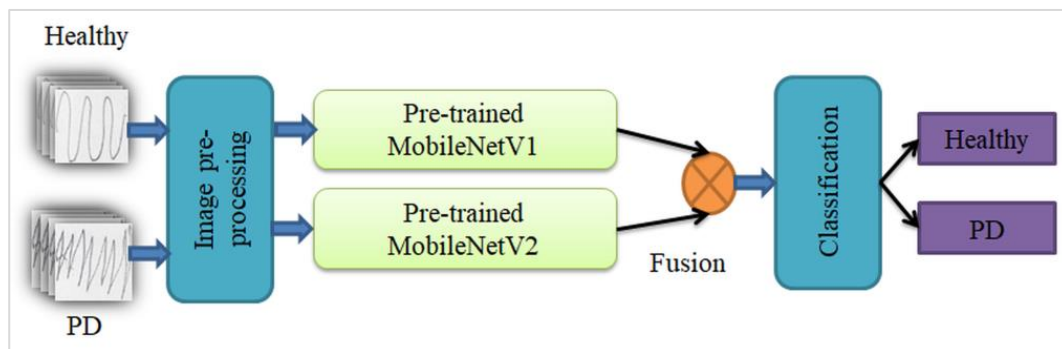 Healthy
PD
Image pre-
processing
Pre-trained
MobileNetV1
Pre-trained
MobileNetV2
Fusion
Classification
Healthy
PD